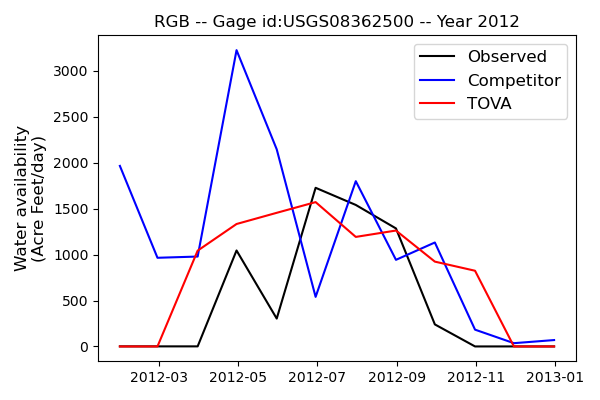 RGB -- Gage id:USGS08362500 -- Year 2012
Observed
Competitor
TOVA
Water availability
(Acre Feet/day)
3000
2500
2000
1500
1000
500
0
2012-03 2012-05 2012-07 2012-09 2012-11 2013-01